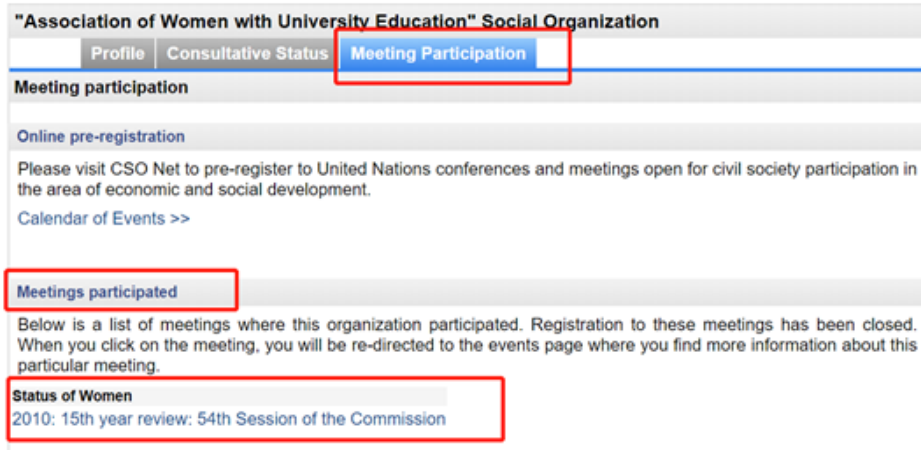 "Association of Women with University Education" Social Organization
Profile Consultative Status Meeting Participation
Meeting participation
Online pre-registration
Please visit CSO Net to pre-register to United Nations conferences and meetings open for civil society participation in
the area of economic and social development.
Calendar of Events >>
Meetings participated
Below is a list of meetings where this organization participated. Registration to these meetings has been closed.
When you click on the meeting, you will be re-directed to the events page where you find more information about this
particular meeting.
Status of Women
2010: 15th year review: 54th Session of the Commission